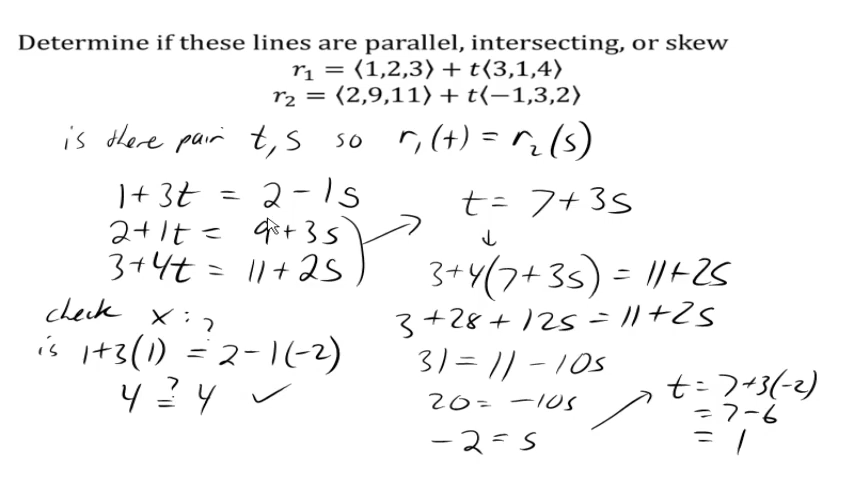 Determine if these lines are parallel, intersecting, or skew
r₁ = ⟨1,2,3⟩ + t⟨3,1,4⟩
r₂ = ⟨2,9,11⟩ + t⟨−1,3,2⟩
is there pair t, s so r₁(t) = r₂(s)
1+3t = 2-1s
2+1t = 9+3s
3+4t = 11+2s
check x:?
is 1+3(1) = 2-1(-2)
4 ≟ 4 ✓
t = 7+3s
↓
3+4(7+3s) = 11+2s
3+28+12s = 11+2s
31 = 11-10s
20 = -10s
-2 = s
t = 7+3(-2)
= 7-6
= 1